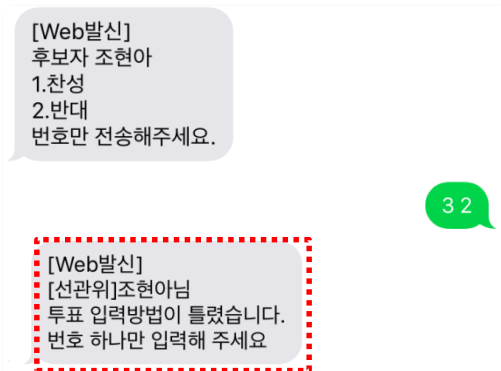 [Web발신]
후보자 조현아
1.찬성
2.반대
번호만 전송해주세요.
3 2
[Web발신]
[선관위]조현아님
투표 입력방법이 틀렸습니다.
번호 하나만 입력해 주세요